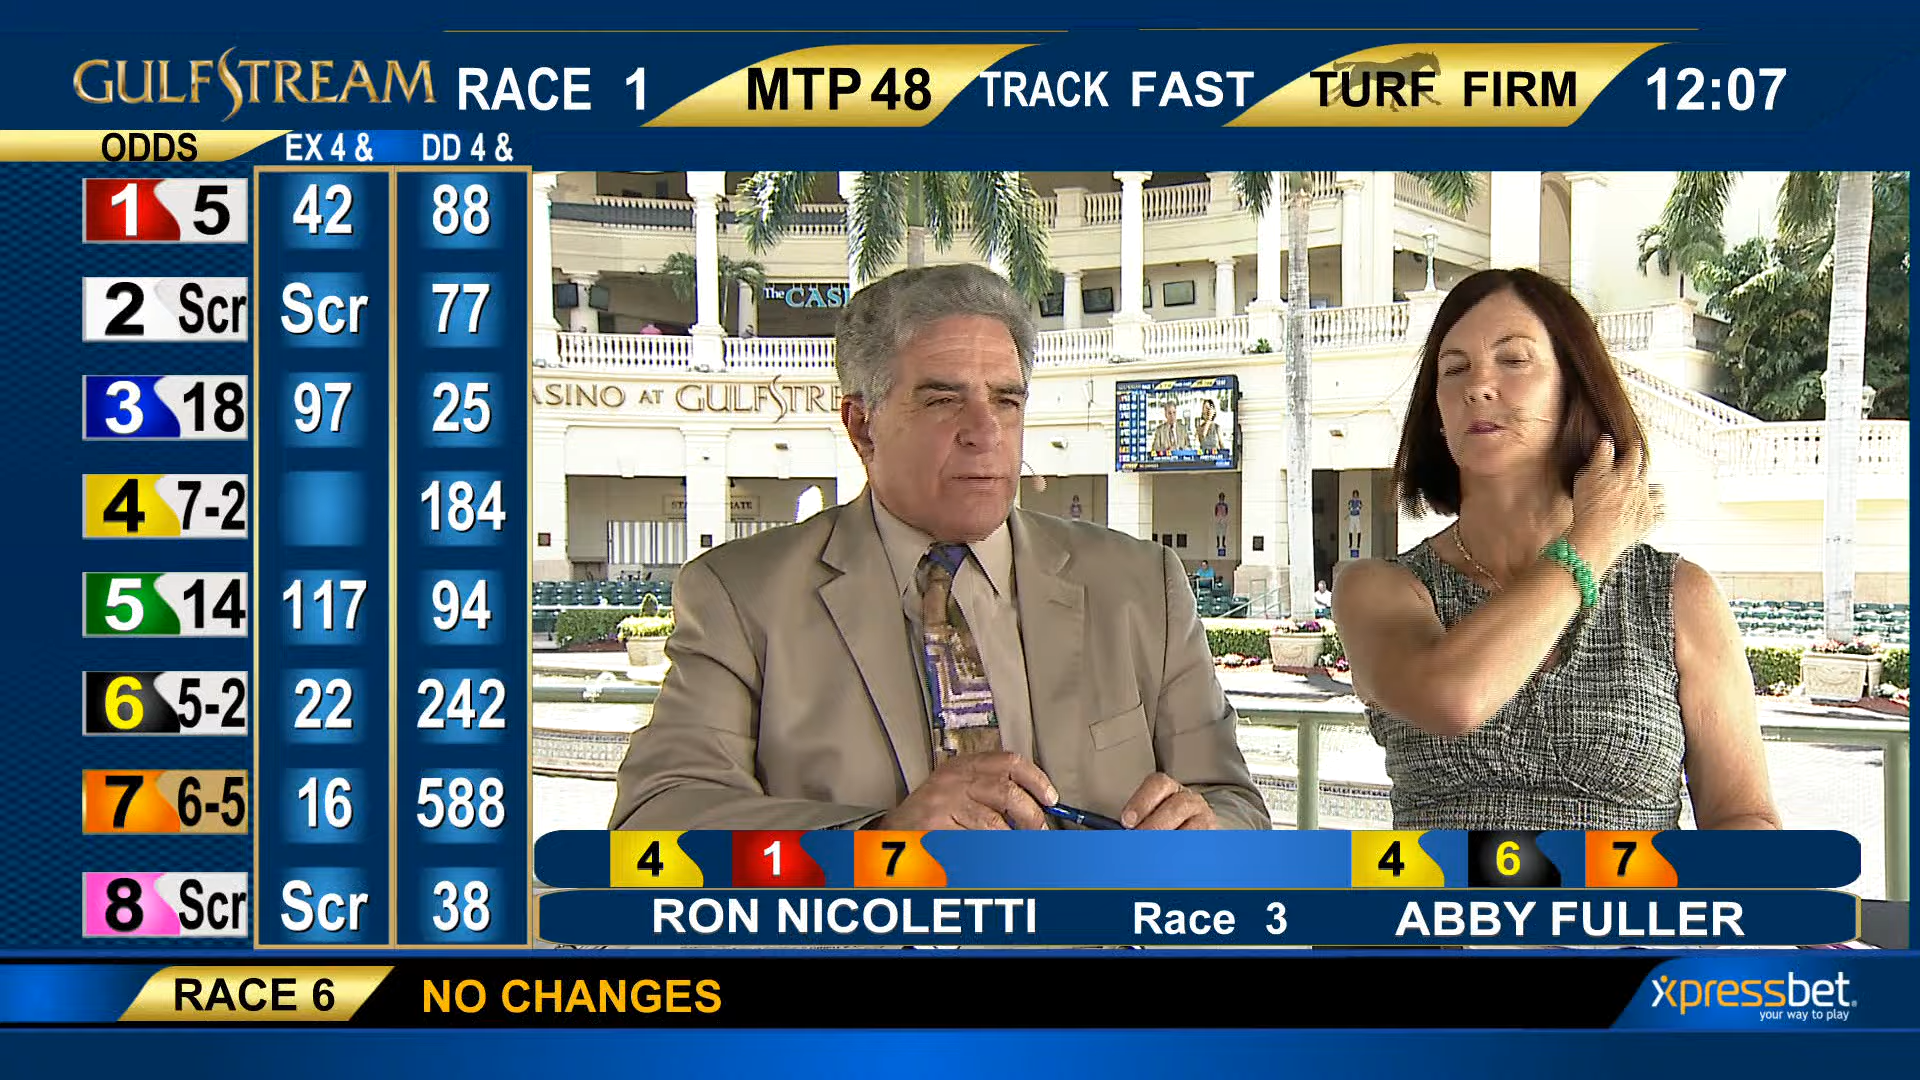 GULFSTREAM RACE 1 MTP 48 TRACK FAST TURF FIRM 12:07
ODDS EX 4 & DD 4 &
1 5 42 88
2 Scr Scr 77
3 18 97 25
4 7-2 184
5 14 117 94
6 5-2 22 242
7 6-5 16 588
8 Scr Scr 38
The CASI
ASINO AT GULFSTRE
4 1 7 4 6 7
RON NICOLETTI Race 3 ABBY FULLER
RACE 6 NO CHANGES
xpressbet.
your way to play